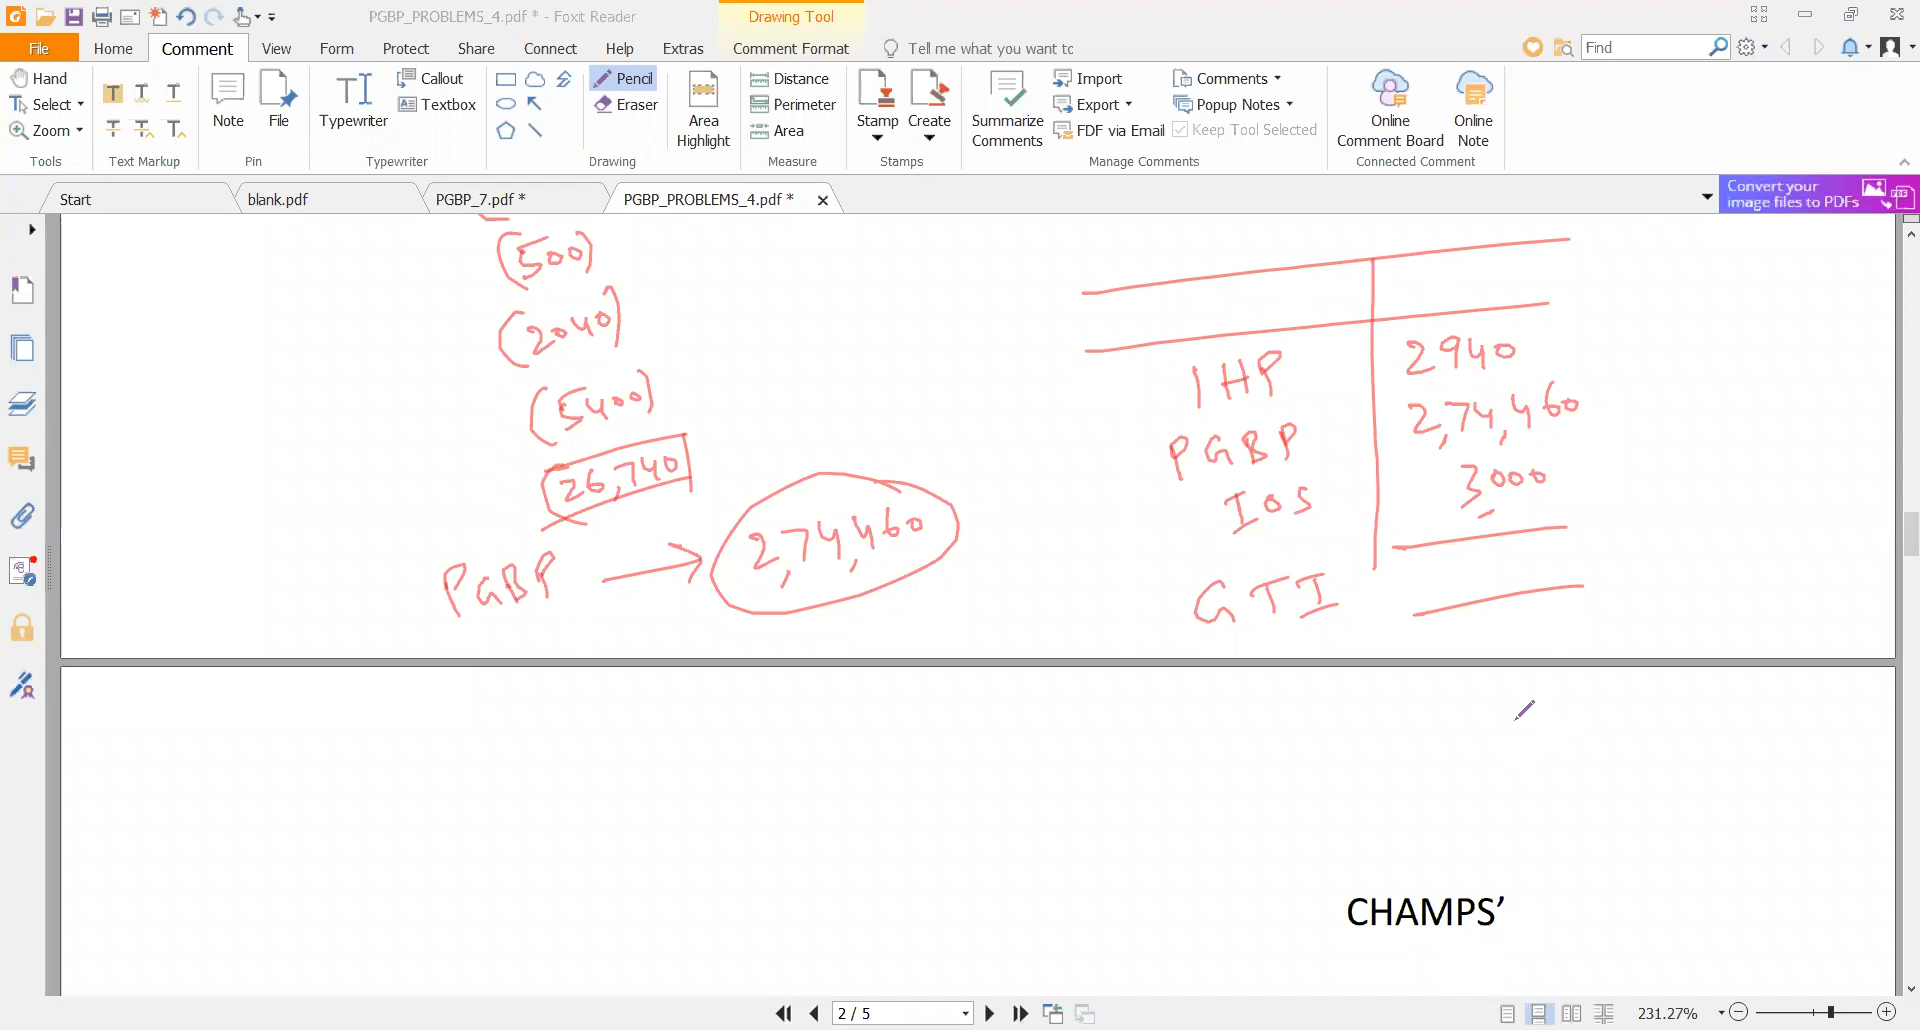 PGBP_PROBLEMS_4.pdf * - Foxit Reader
Drawing Tool
File
Home
Comment
View
Form
Protect
Share
Connect
Help
Extras
Comment Format
Tell me what you want to
Find
Hand
Select
Zoom
Tools
Text Markup
Note
File
Pin
Typewriter
Callout
Textbox
Typewriter
Pencil
Eraser
Drawing
Area
Highlight
Distance
Perimeter
Area
Measure
Stamp
Create
Stamps
Summarize
Comments
Import
Export
FDF via Email
Comments
Popup Notes
Keep Tool Selected
Manage Comments
Online
Comment Board
Online
Note
Connected Comment
Start
blank.pdf
PGBP_7.pdf *
PGBP_PROBLEMS_4.pdf *
Convert your
image files to PDFs
(500)
(2040)
(5400)
26,740
PGBP → 2,74,460
IHP 2940
PGBP 2,74,460
IOS 3000
GTI
CHAMPS’
2 / 5
231.27%